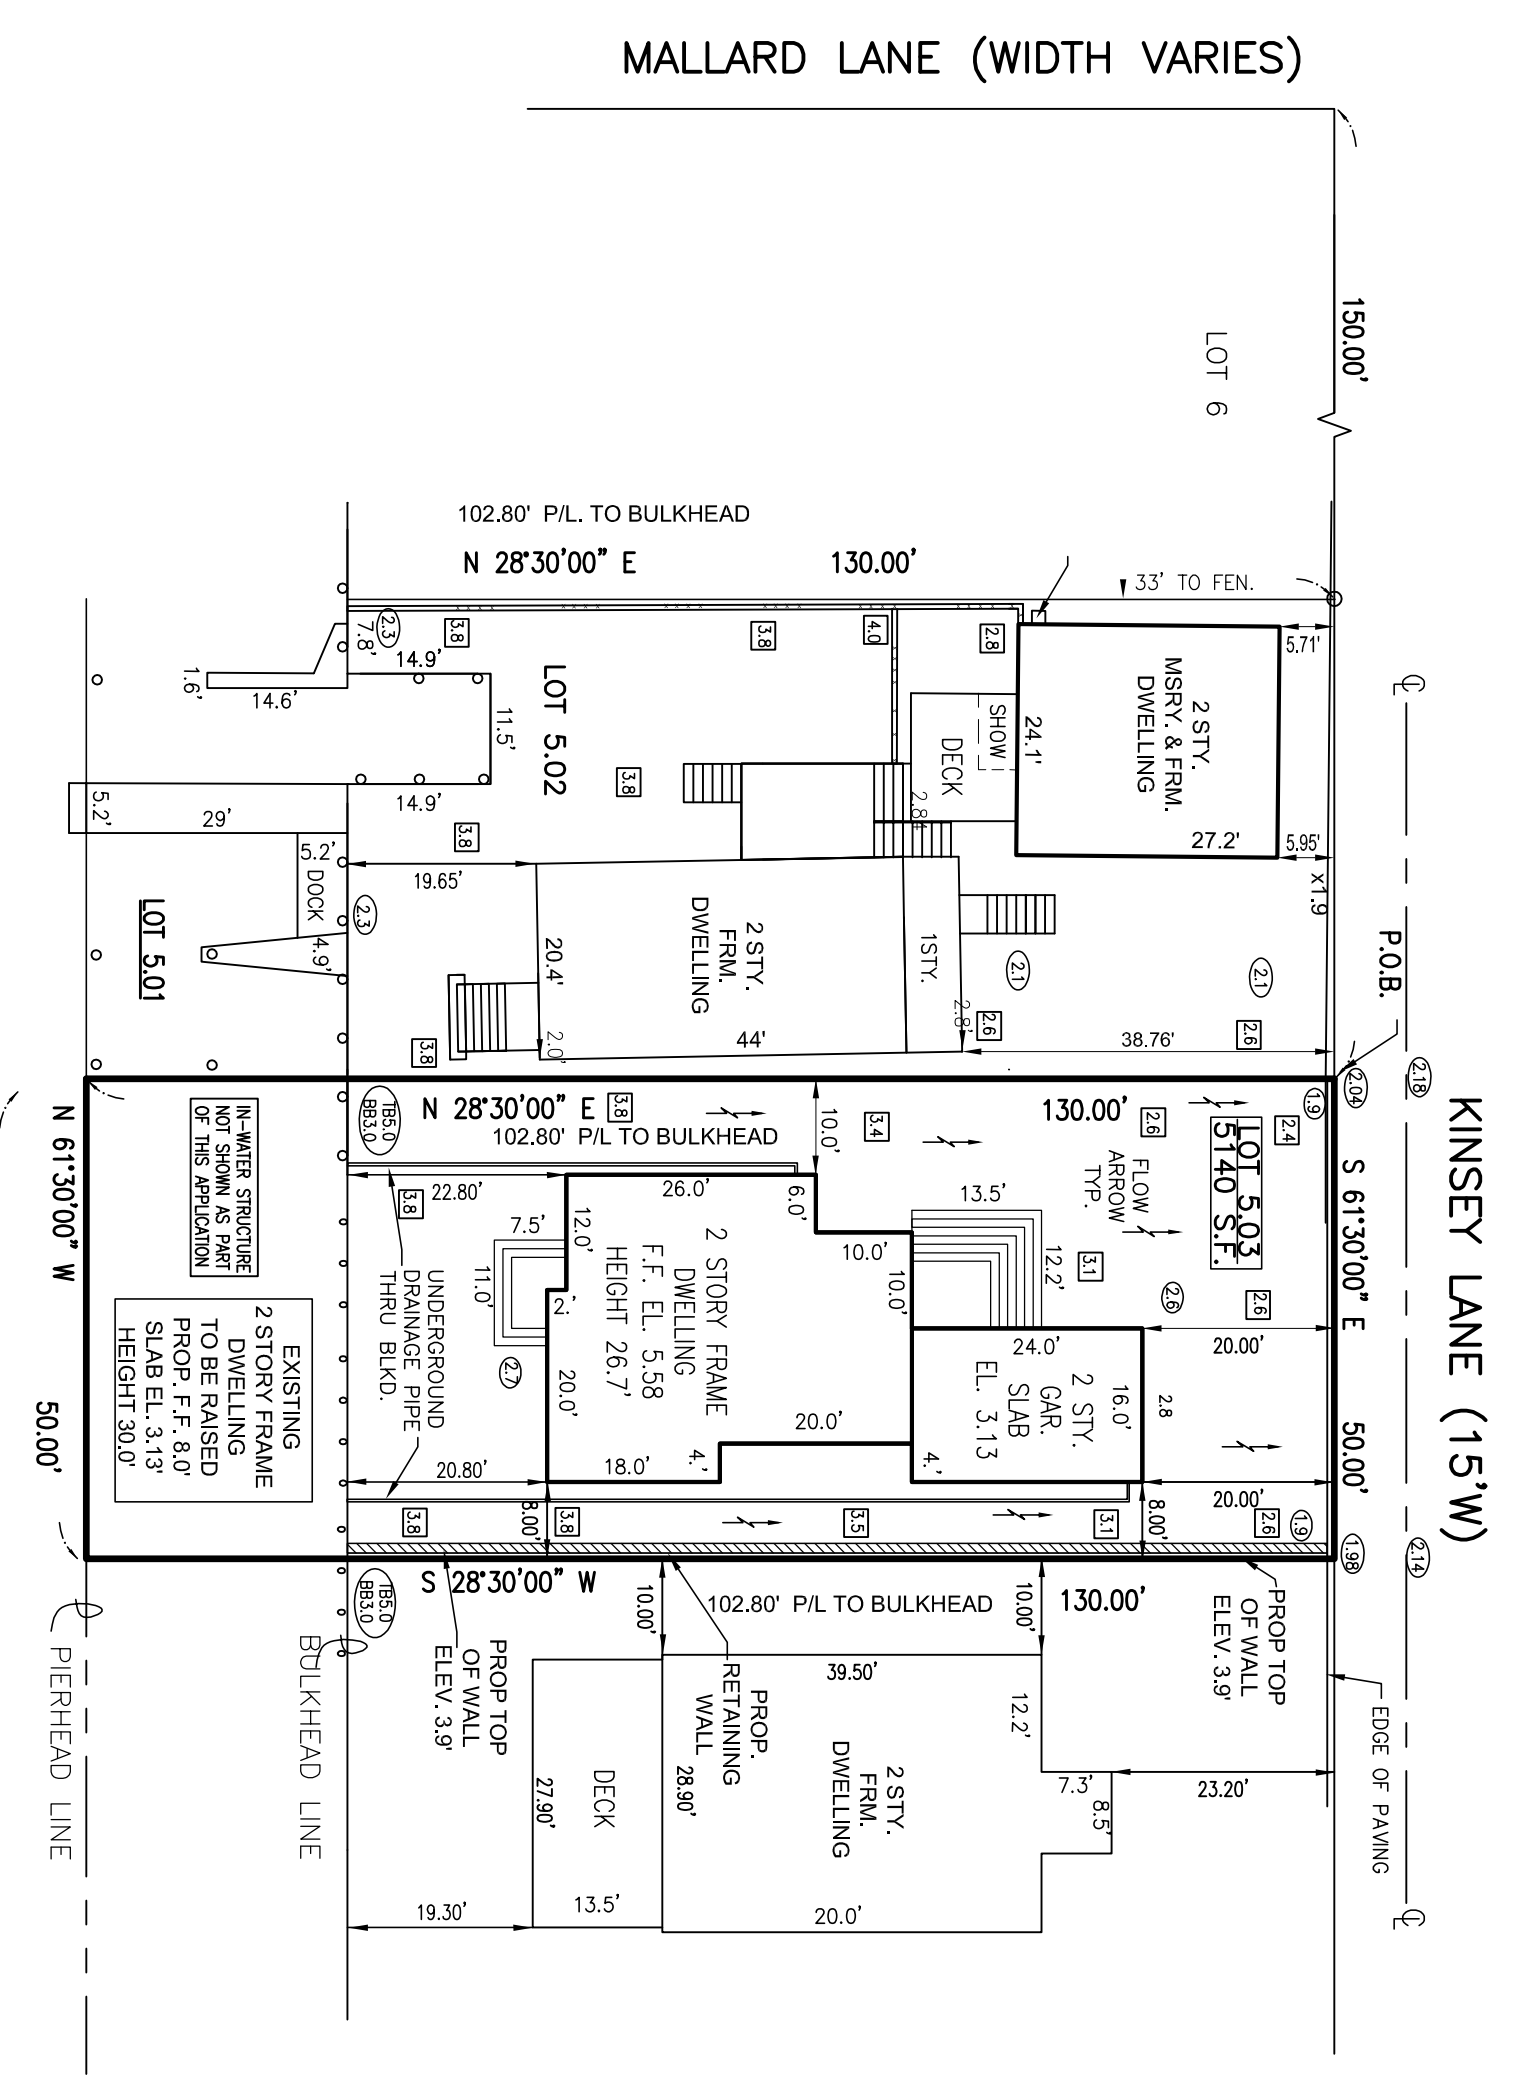 MALLARD LANE (WIDTH VARIES)
KINSEY LANE (15'W)
150.00'
LOT 6
102.80' P/L. TO BULKHEAD
N 28°30'00" E 130.00'
33' TO FEN.
5.71'
5.95'
x1.9
P.O.B.
2 STY.
MSRY. & FRM.
DWELLING
24.1'
27.2'
SHOW
DECK
2.8
4.0
3.8
3.8
2.3
7.8'
14.9'
11.5'
14.9'
1.6'
14.6'
LOT 5.02
3.8
3.8
29'
5.2'
5.2'
DOCK
4.9'
2.3
LOT 5.01
19.65'
20.4'
2 STY.
FRM.
DWELLING
1STY.
44'
2.0'
2.8'
2.1
2.1
2.6
2.6
3.8
38.76'
2.18
2.04
1.9
2.4
S 61°30'00" E 50.00'
LOT 5.03
5140 S.F.
N 28°30'00" E 130.00'
102.80' P/L TO BULKHEAD
3.8
3.4
2.6
10.0'
TB5.0
BB3.0
FLOW
ARROW
TYP.
13.5'
12.2'
3.1
2.6
2.6
20.00'
22.80'
26.0'
6.0'
10.0'
10.0'
12.0'
7.5'
11.0'
2.'
3.8
2 STORY FRAME
DWELLING
F.F. EL. 5.58
HEIGHT 26.7'
24.0'
2 STY.
GAR.
SLAB
EL. 3.13
16.0'
2.8
20.0'
20.0'
18.0'
4.'
4.'
2.7
20.80'
20.00'
UNDERGROUND
DRAINAGE PIPE
THRU BLKD.
IN-WATER STRUCTURE
NOT SHOWN AS PART
OF THIS APPLICATION
EXISTING
2 STORY FRAME
DWELLING
TO BE RAISED
PROP. F.F. 8.0'
SLAB EL. 3.13'
HEIGHT 30.0'
N 61°30'00" W 50.00'
3.8
8.00'
3.8
3.5
3.1
8.00'
2.6
1.9
1.98
2.14
S 28°30'00" W 130.00'
102.80' P/L TO BULKHEAD
TB5.0
BB3.0
10.00'
10.00'
PROP TOP
OF WALL
ELEV. 3.9'
PROP TOP
OF WALL
ELEV. 3.9'
PROP.
RETAINING
WALL
39.50'
12.2'
7.3'
8.5'
23.20'
28.90'
2 STY.
FRM.
DWELLING
27.90'
DECK
13.5'
20.0'
19.30'
EDGE OF PAVING
BULKHEAD LINE
PIERHEAD LINE